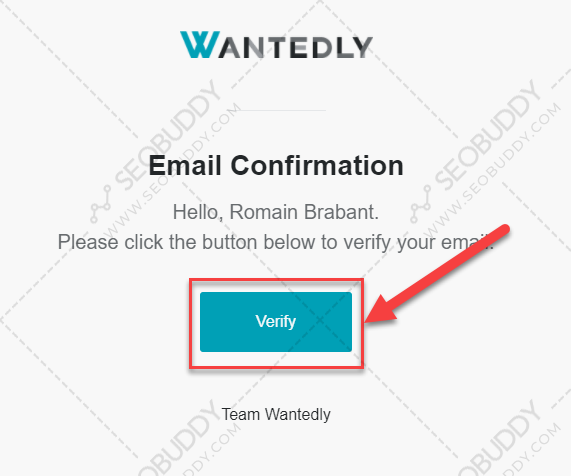 WANTEDLY
Email Confirmation
Hello, Romain Brabant.
Please click the button below to verify your email.
Verify
Team Wantedly
SEOBUDDY
WWW.SEOBUDDY.COM
SEOBUDDY
WWW.SEOBUDDY.COM
SEOBUDDY
WWW.SEOBUDDY.COM
SEOBUDDY
WWW.SEOBUDDY.COM